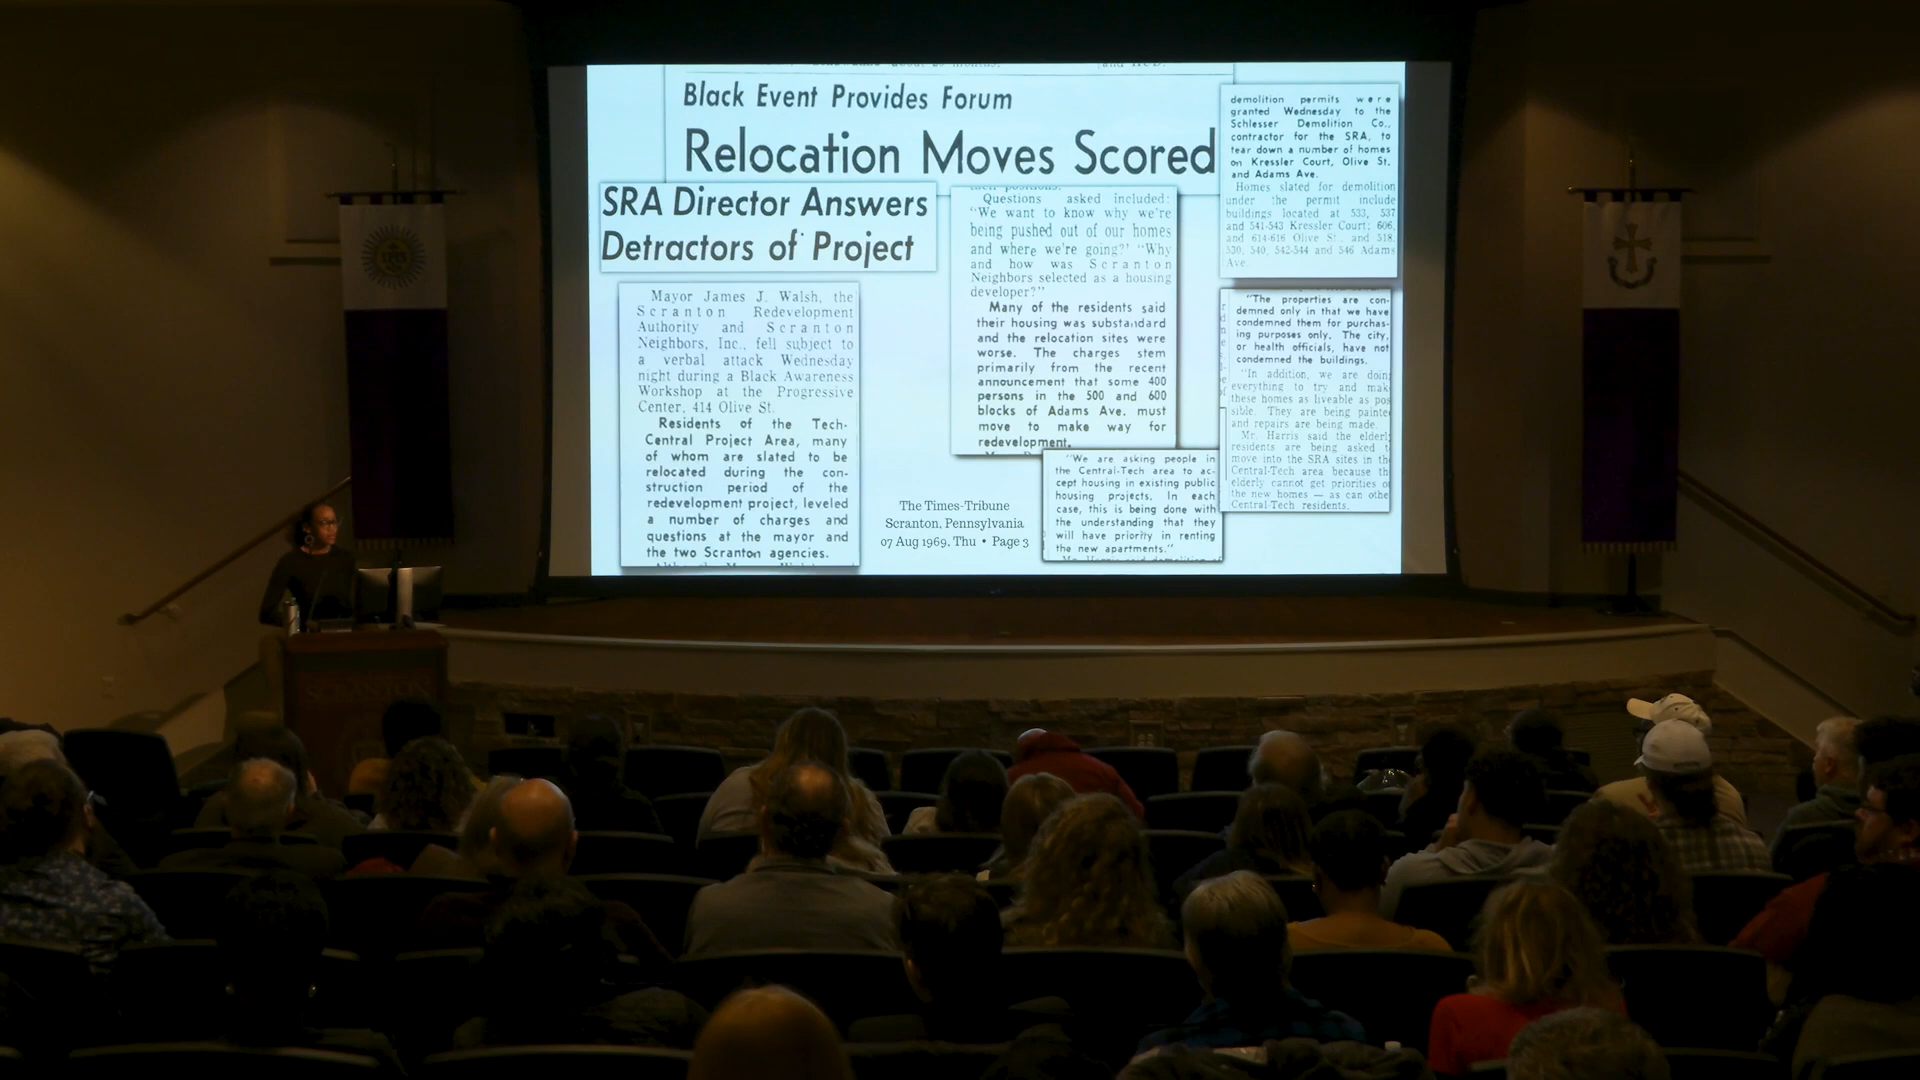 Black Event Provides Forum
Relocation Moves Scored
SRA Director Answers
Detractors of Project
Mayor James J. Walsh, the
Scranton Redevelopment
Authority and Scranton
Neighbors, Inc., fell subject to
a verbal attack Wednesday
night during a Black Awareness
Workshop at the Progressive
Center, 414 Olive St.
Residents of the Tech-
Central Project Area, many
of whom are slated to be
relocated during the con-
struction period of the
redevelopment project, leveled
a number of charges and
questions at the mayor and
the two Scranton agencies.
The Times-Tribune
Scranton, Pennsylvania
07 Aug 1969, Thu • Page 3
their positions.
Questions asked included:
"We want to know why we're
being pushed out of our homes
and where we're going?" "Why
and how was Scranton
Neighbors selected as a housing
developer?"
Many of the residents said
their housing was substandard
and the relocation sites were
worse. The charges stem
primarily from the recent
announcement that some 400
persons in the 500 and 600
blocks of Adams Ave. must
move to make way for
redevelopment.
"We are asking people in
the Central-Tech area to ac-
cept housing in existing public
housing projects. In each
case, this is being done with
the understanding that they
will have priority in renting
the new apartments."
demolition permits were
granted Wednesday to the
Schlesser Demolition Co.,
contractor for the SRA, to
tear down a number of homes
on Kressler Court, Olive St.
and Adams Ave.
Homes slated for demolition
under the permit include
buildings located at 533, 537
and 541-543 Kressler Court; 606,
and 614-616 Olive St., and 518,
530, 540, 542-544 and 546 Adams
Ave.
"The properties are con-
demned only in that we have
condemned them for purchas-
ing purposes only. The city,
or health officials, have not
condemned the buildings.
"In addition, we are doin
everything to try and mak
these homes as liveable as pos
sible. They are being painte
and repairs are being made.
Mr. Harris said the elderl
residents are being asked t
move into the SRA sites in th
Central-Tech area because th
elderly cannot get priorities o
the new homes — as can othe
Central-Tech residents.
SCRANTON